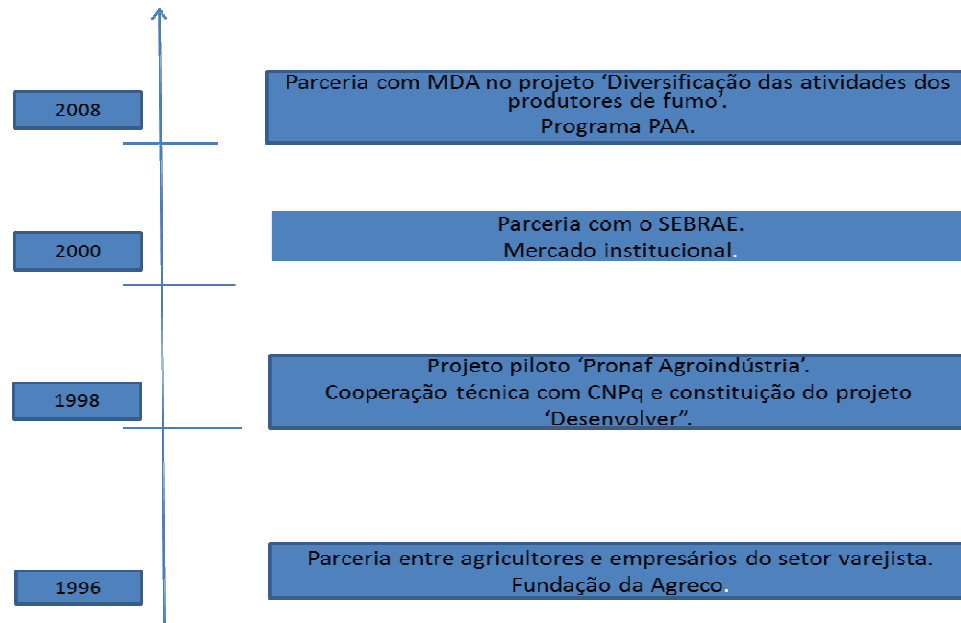 2008
Parceria com MDA no projeto ‘Diversificação das atividades dos
produtores de fumo’.
Programa PAA.
2000
Parceria com o SEBRAE.
Mercado institucional.
1998
Projeto piloto ‘Pronaf Agroindústria’.
Cooperação técnica com CNPq e constituição do projeto
‘Desenvolver”.
1996
Parceria entre agricultores e empresários do setor varejista.
Fundação da Agreco.